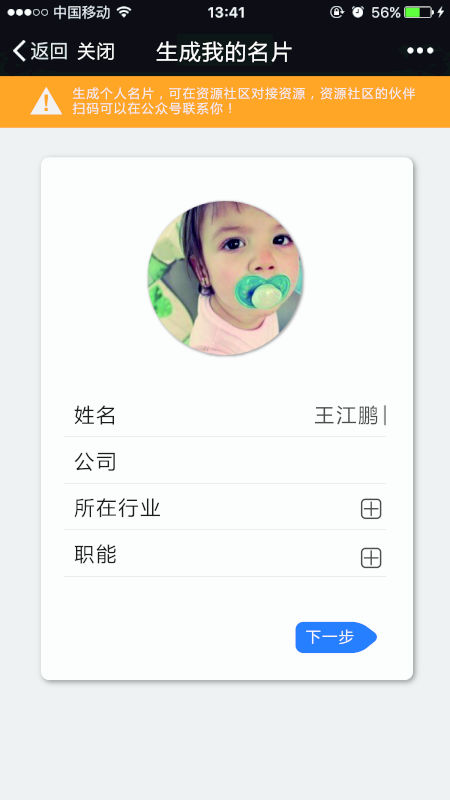 中国移动 13:41 56%
返回 关闭 生成我的名片
生成个人名片，可在资源社区对接资源，资源社区的伙伴
扫码可以在公众号联系你！
姓名 王江鹏
公司
所在行业
职能
下一步